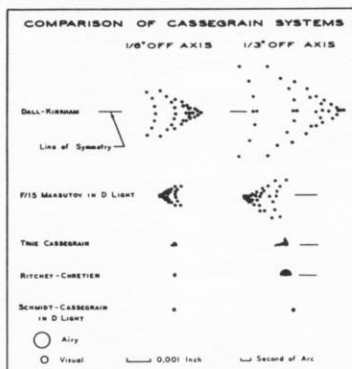 COMPARISON OF CASSEGRAIN SYSTEMS
1/6° OFF AXIS 1/3° OFF AXIS
DALL-KIRKHAM
Line of Symmetry
F/15 MAKSUTOV IN D LIGHT
TRUE CASSEGRAIN
RITCHEY-CHRETIEN
SCHMIDT-CASSEGRAIN
IN D LIGHT
Airy
Visual 0.001 Inch Second of Arc